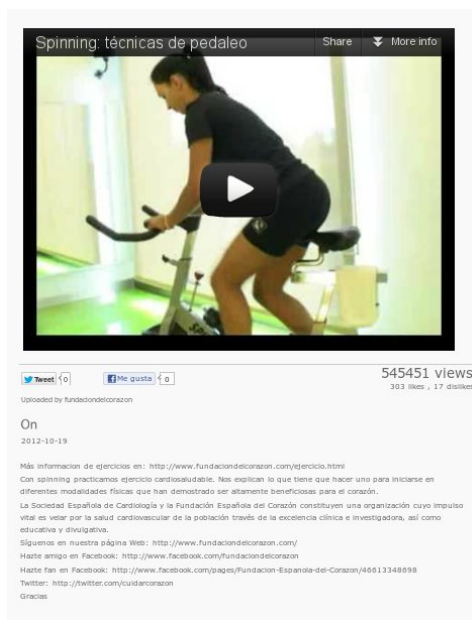 Spinning: técnicas de pedaleo Share More info
545451 views
Tweet 0 Me gusta 0
303 likes , 17 dislikes
Uploaded by fundaciondelcorazon
On
2012-10-19
Más informacion de ejercicios en: http://www.fundaciondelcorazon.com/ejercicio.html
Con spinning practicamos ejercicio cardiosaludable. Nos explican lo que tiene que hacer uno para iniciarse en
diferentes modalidades físicas que han demostrado ser altamente beneficiosas para el corazón.
La Sociedad Española de Cardiología y la Fundación Española del Corazón constituyen una organización cuyo impulso
vital es velar por la salud cardiovascular de la población través de la excelencia clínica e investigadora, así como
educativa y divulgativa.
Síguenos en nuestra página Web: http://www.fundaciondelcorazon.com/
Hazte amigo en Facebook: http://www.facebook.com/fundaciondelcorazon
Hazte fan en Facebook: http://www.facebook.com/pages/Fundacion-Espanola-del-Corazon/46613348698
Twitter: http://twitter.com/cuidarcorazon
Gracias